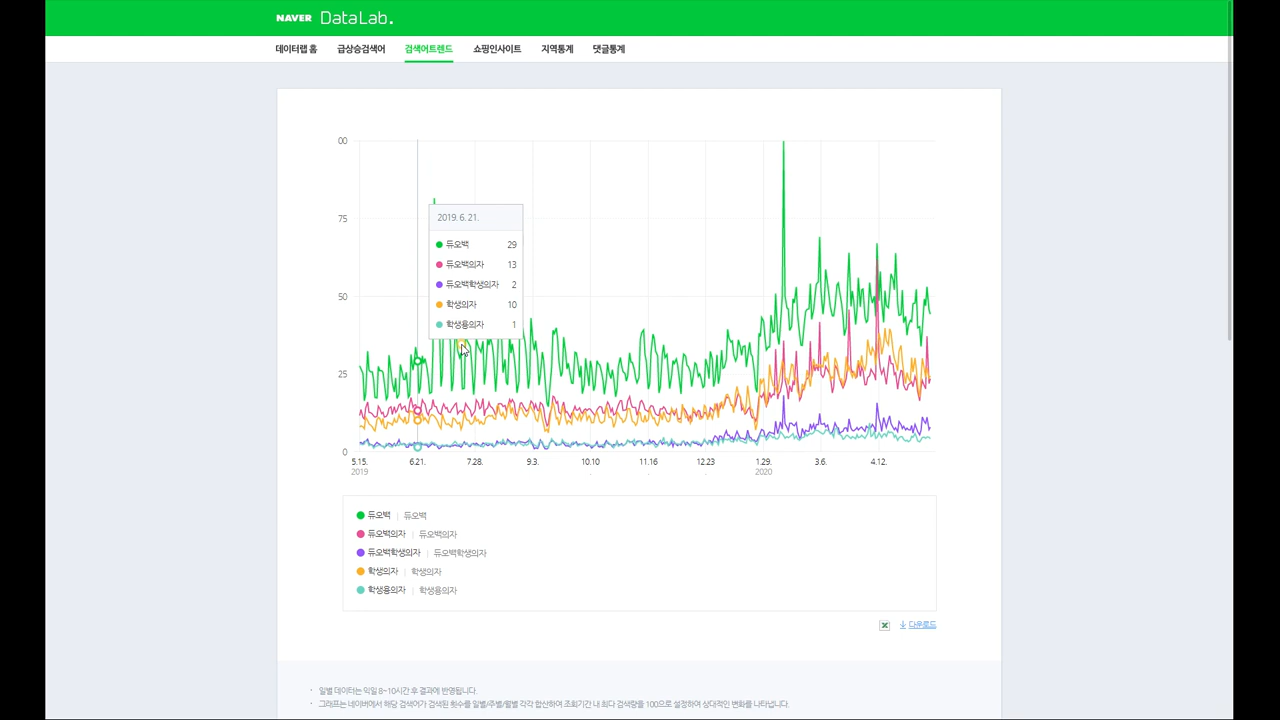 NAVER DataLab.
데이터랩 홈 급상승검색어 검색어트렌드 쇼핑인사이트 지역통계 댓글통계
00
75
50
25
0
2019. 6. 21.
듀오백 29
듀오백의자 13
듀오백학생의자 2
학생의자 10
학생용의자 1
5.15. 6.21. 7.28. 9.3. 10.10 11.16 12.23 1.29. 3.6. 4.12.
2019 2020
듀오백 | 듀오백
듀오백의자 | 듀오백의자
듀오백학생의자 | 듀오백학생의자
학생의자 | 학생의자
학생용의자 | 학생용의자
다운로드
· 일별 데이터는 익일 8~10시간 후 결과에 반영됩니다.
· 그래프는 네이버에서 해당 검색어가 검색된 횟수를 일별/주별/월별 각각 합산하여 조회기간 내 최다 검색량을 100으로 설정하여 상대적인 변화를 나타냅니다.